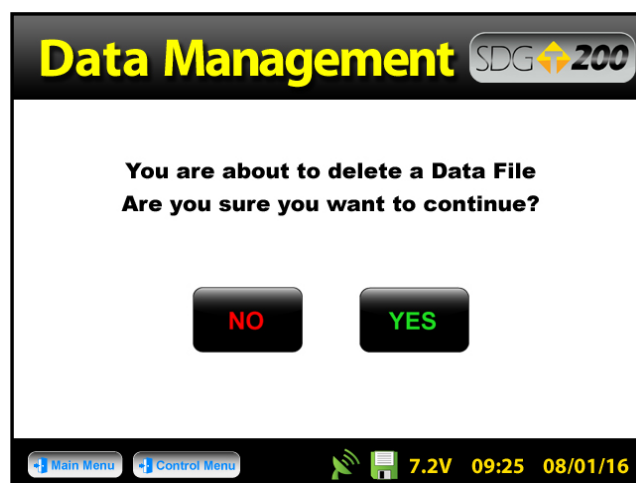 Data Management SDG 200
You are about to delete a Data File
Are you sure you want to continue?
NO YES
Main Menu Control Menu 7.2V 09:25 08/01/16